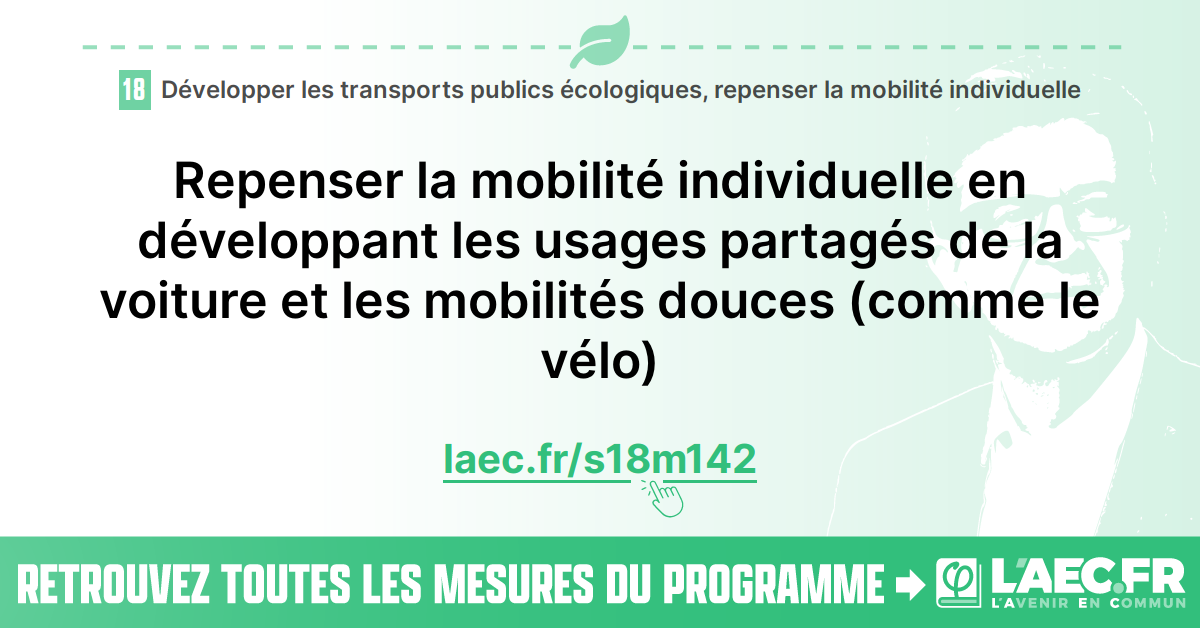 18 Développer les transports publics écologiques, repenser la mobilité individuelle
Repenser la mobilité individuelle en
développant les usages partagés de la
voiture et les mobilités douces (comme le
vélo)
laec.fr/s18m142
RETROUVEZ TOUTES LES MESURES DU PROGRAMME
φ L'AEC.FR
L'AVENIR EN COMMUN